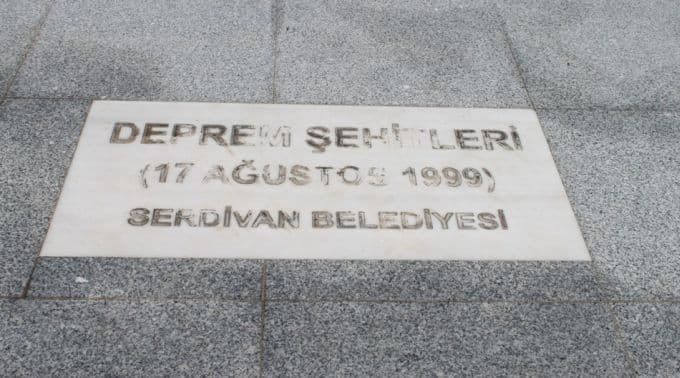 DEPREM ŞEHİTLERİ
(17 AĞUSTOS 1999)
SERDİVAN BELEDİYESİ